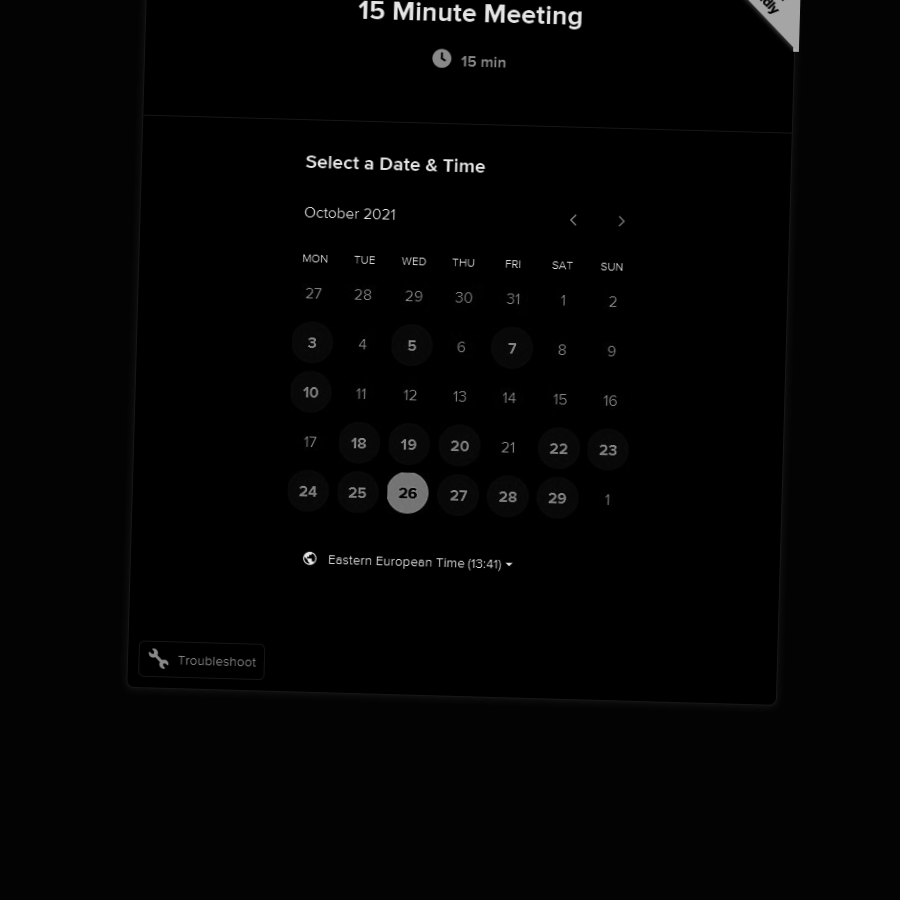 15 Minute Meeting
15 min
Select a Date & Time
October 2021
MON TUE WED THU FRI SAT SUN
27 28 29 30 31 1 2
3 4 5 6 7 8 9
10 11 12 13 14 15 16
17 18 19 20 21 22 23
24 25 26 27 28 29 1
Eastern European Time (13:41)
Troubleshoot